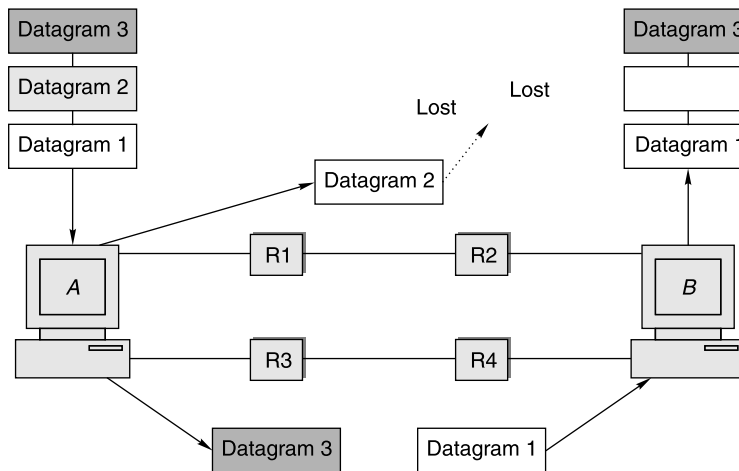 Datagram 3
Datagram 3
Datagram 2
Datagram 1
Datagram 1
Lost
Lost
Datagram 2
A
R1
R2
B
R3
R4
Datagram 3
Datagram 1